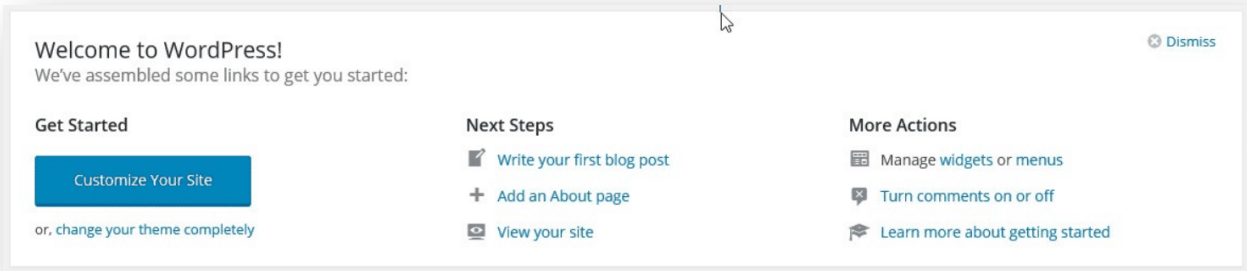 Welcome to WordPress!
Dismiss
We've assembled some links to get you started:
Get Started
Customize Your Site
or, change your theme completely
Next Steps
Write your first blog post
Add an About page
View your site
More Actions
Manage widgets or menus
Turn comments on or off
Learn more about getting started